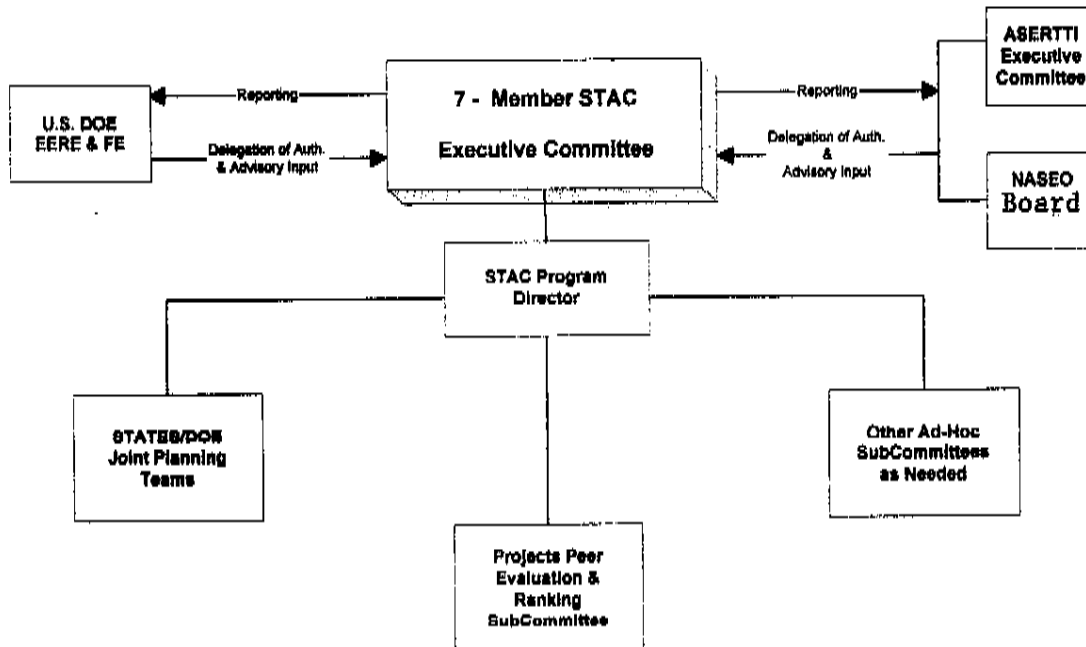 ASERTTI
Executive
Committee
Reporting
7 - Member STAC
Executive Committee
Reporting
U.S. DOE
EERE & FE
Delegation of Auth.
& Advisory Input
Delegation of Auth.
&
Advisory Input
NASEO
Board
STAC Program
Director
STATES/DOE
Joint Planning
Teams
Other Ad-Hoc
SubCommittees
as Needed
Projects Peer
Evaluation &
Ranking
SubCommittee